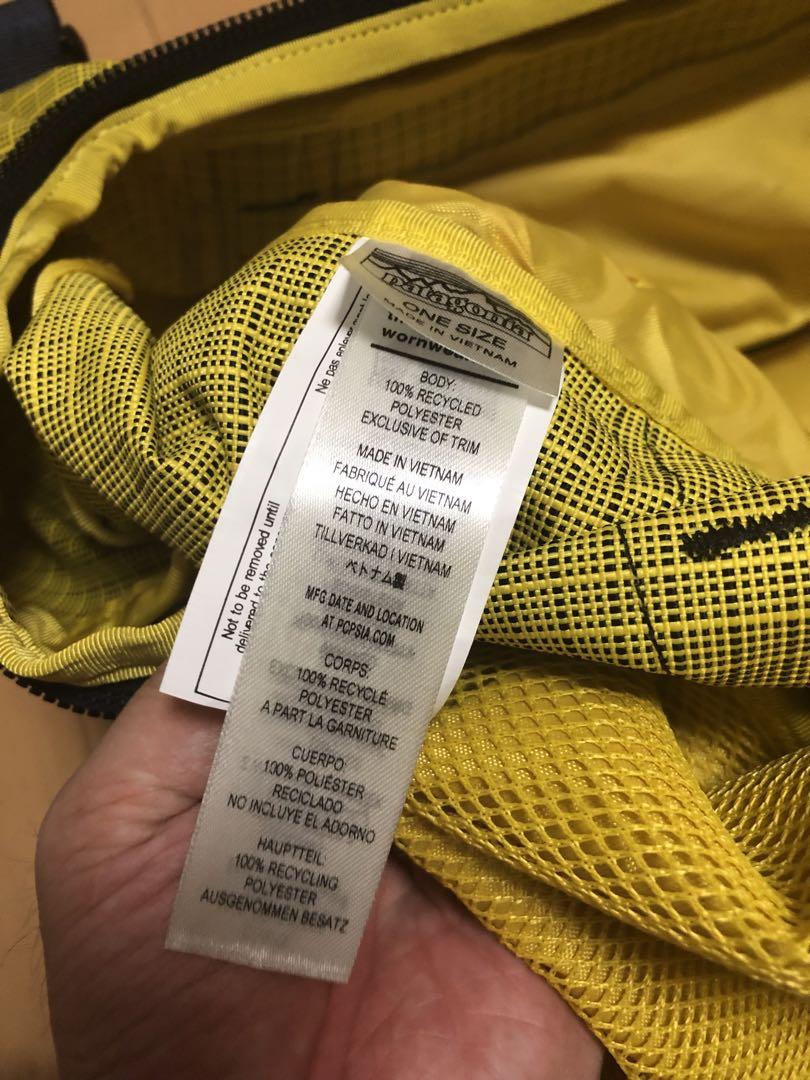 patagonia
ONE SIZE
MADE IN VIETNAM
BODY:
100% RECYCLED
POLYESTER
EXCLUSIVE OF TRIM
MADE IN VIETNAM
FABRIQUÉ AU VIETNAM
HECHO EN VIETNAM
FATTO IN VIETNAM
TILLVERKAD I VIETNAM
ベトナム製
MFG DATE AND LOCATION
AT PCPSIA.COM
CORPS:
100% RECYCLÉ
POLYESTER
A PART LA GARNITURE
CUERPO:
100% POLIÉSTER
RECICLADO
NO INCLUYE EL ADORNO
HAUPTTEIL:
100% RECYCLING
POLYESTER
AUSGENOMMEN BESATZ
Ne pas enlever
Not to be removed until
delivered to the